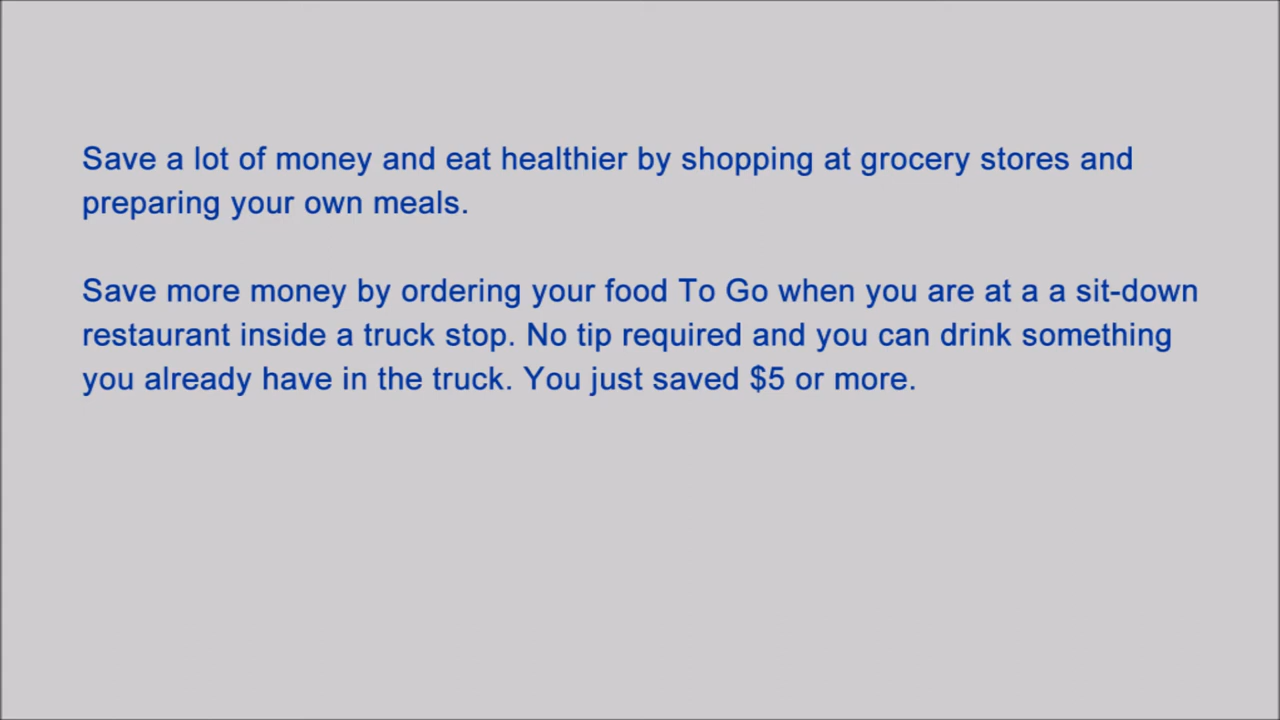 Save a lot of money and eat healthier by shopping at grocery stores and
preparing your own meals.
Save more money by ordering your food To Go when you are at a a sit-down
restaurant inside a truck stop. No tip required and you can drink something
you already have in the truck. You just saved $5 or more.